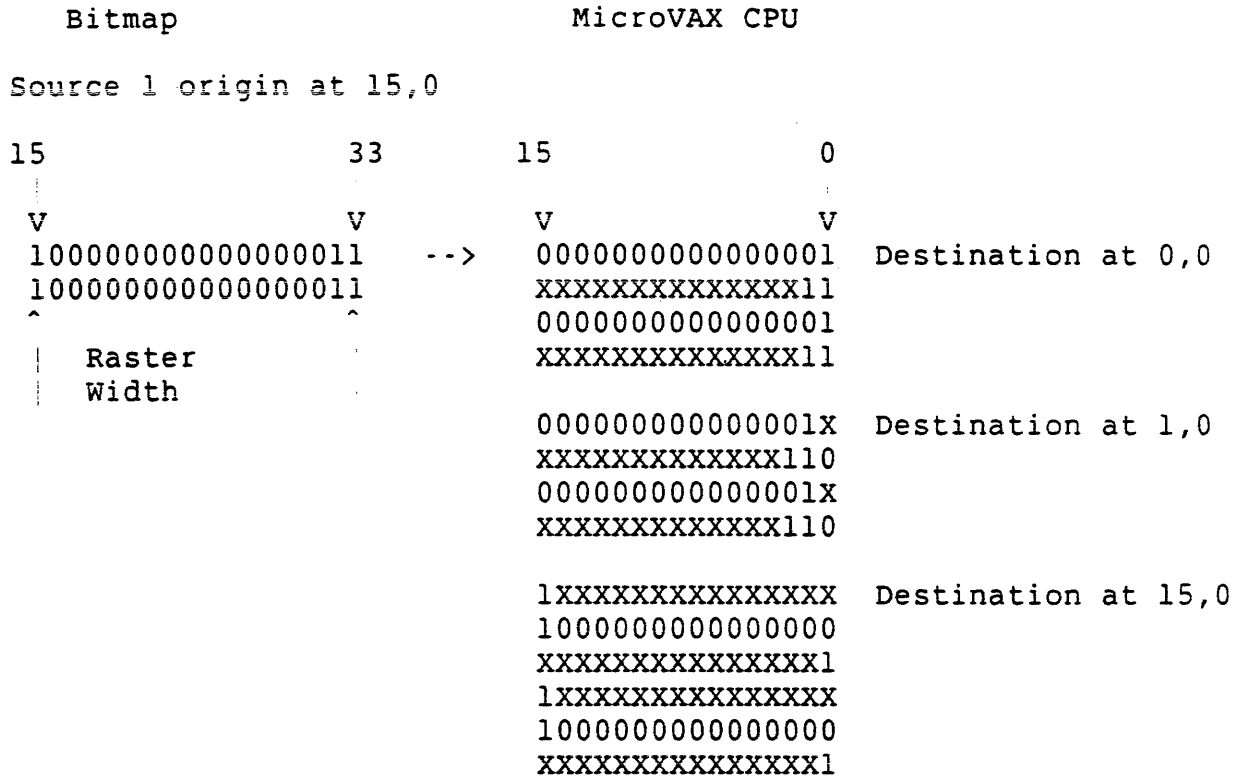 Bitmap MicroVAX CPU
Source 1 origin at 15,0
15 33 15 0
V V V V
100000000000000011 --> 0000000000000001 Destination at 0,0
100000000000000011 XXXXXXXXXXXXXX11
^ ^ 0000000000000001
| Raster XXXXXXXXXXXXXX11
| Width
000000000000001X Destination at 1,0
XXXXXXXXXXXXX110
000000000000001X
XXXXXXXXXXXXX110
1XXXXXXXXXXXXXXX Destination at 15,0
1000000000000000
XXXXXXXXXXXXXXX1
1XXXXXXXXXXXXXXX
1000000000000000
XXXXXXXXXXXXXXX1